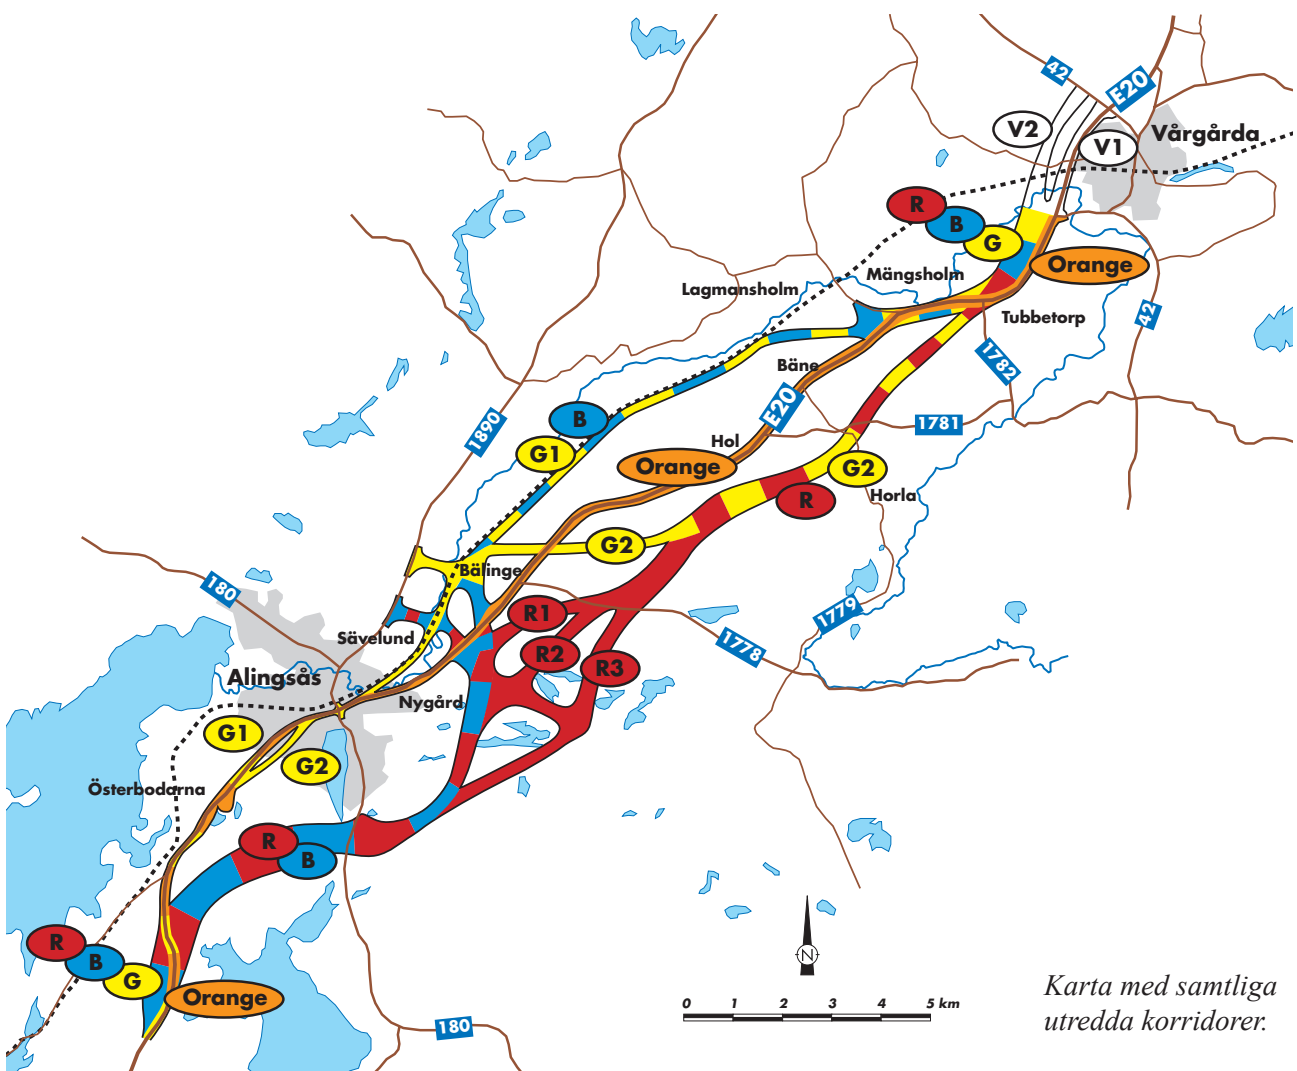 42
E20
V2
V1
Vårgårda
R
B
G
Orange
Mängsholm
Lagmansholm
Tubbetorp
42
1782
Bäne
E20
1781
B
1890
Hol
G1
Orange
G2
Horla
R
G2
Bälinge
180
R1
1779
Sävelund
1778
R2
R3
Alingsås
Nygård
G1
G2
Österbodarna
R
B
R
B
G
Orange
N
0 1 2 3 4 5 km
180
Karta med samtliga
utredda korridorer.